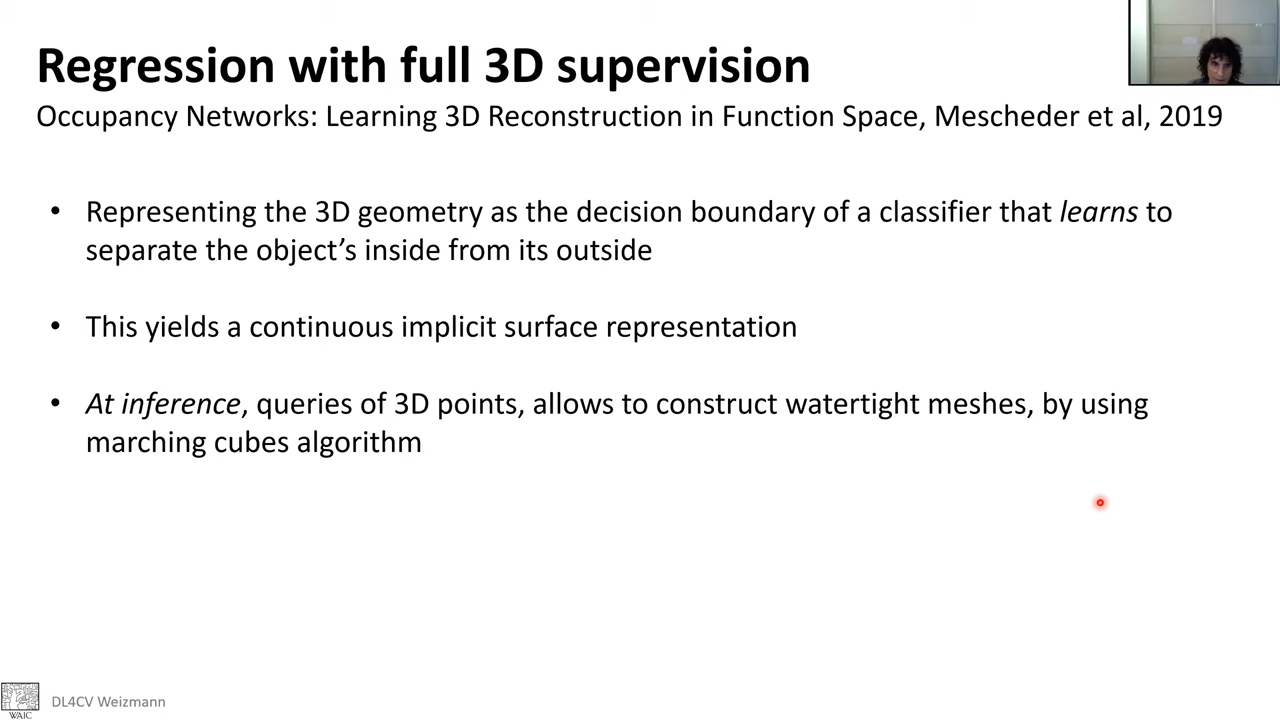 Regression with full 3D supervision
Occupancy Networks: Learning 3D Reconstruction in Function Space, Mescheder et al, 2019
• Representing the 3D geometry as the decision boundary of a classifier that learns to
separate the object’s inside from its outside
• This yields a continuous implicit surface representation
• At inference, queries of 3D points, allows to construct watertight meshes, by using
marching cubes algorithm
WAIC
DL4CV Weizmann